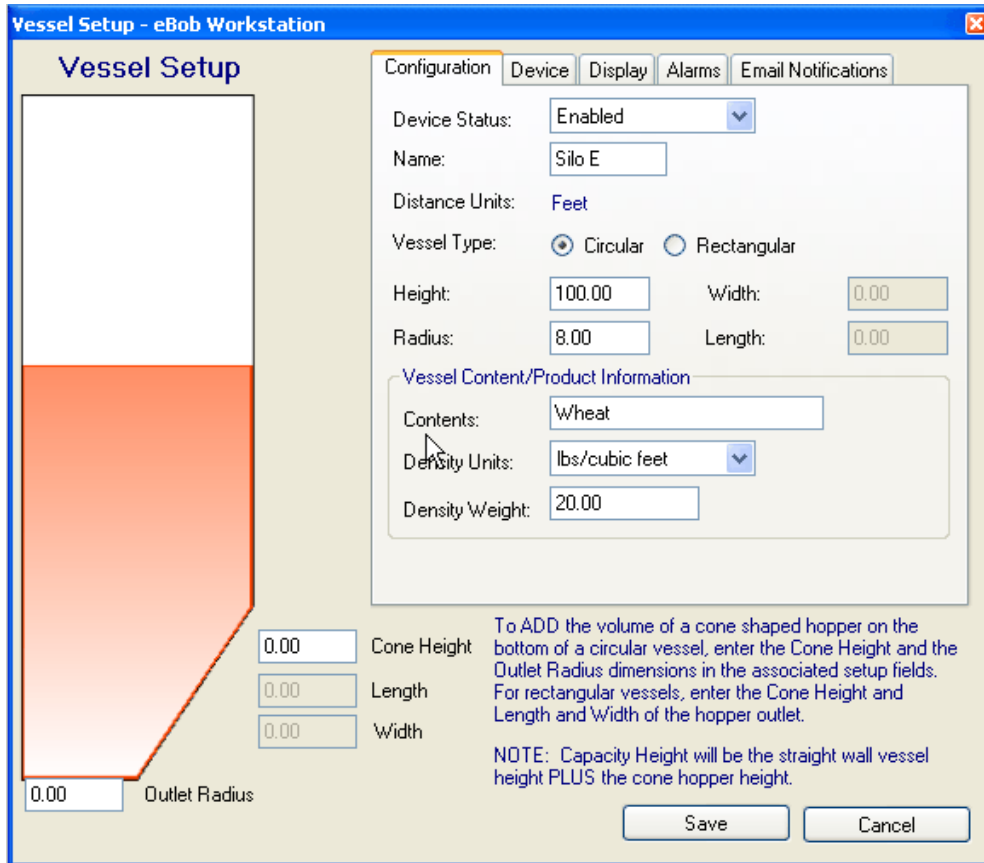 Vessel Setup - eBob Workstation
Vessel Setup
Configuration Device Display Alarms Email Notifications
Device Status: Enabled
Name: Silo E
Distance Units: Feet
Vessel Type: Circular Rectangular
Height: 100.00 Width: 0.00
Radius: 8.00 Length: 0.00
Vessel Content/Product Information
Contents: Wheat
Density Units: lbs/cubic feet
Density Weight: 20.00
0.00 Cone Height
0.00 Length
0.00 Width
0.00 Outlet Radius
To ADD the volume of a cone shaped hopper on the
bottom of a circular vessel, enter the Cone Height and the
Outlet Radius dimensions in the associated setup fields.
For rectangular vessels, enter the Cone Height and
Length and Width of the hopper outlet.
NOTE: Capacity Height will be the straight wall vessel
height PLUS the cone hopper height.
Save Cancel